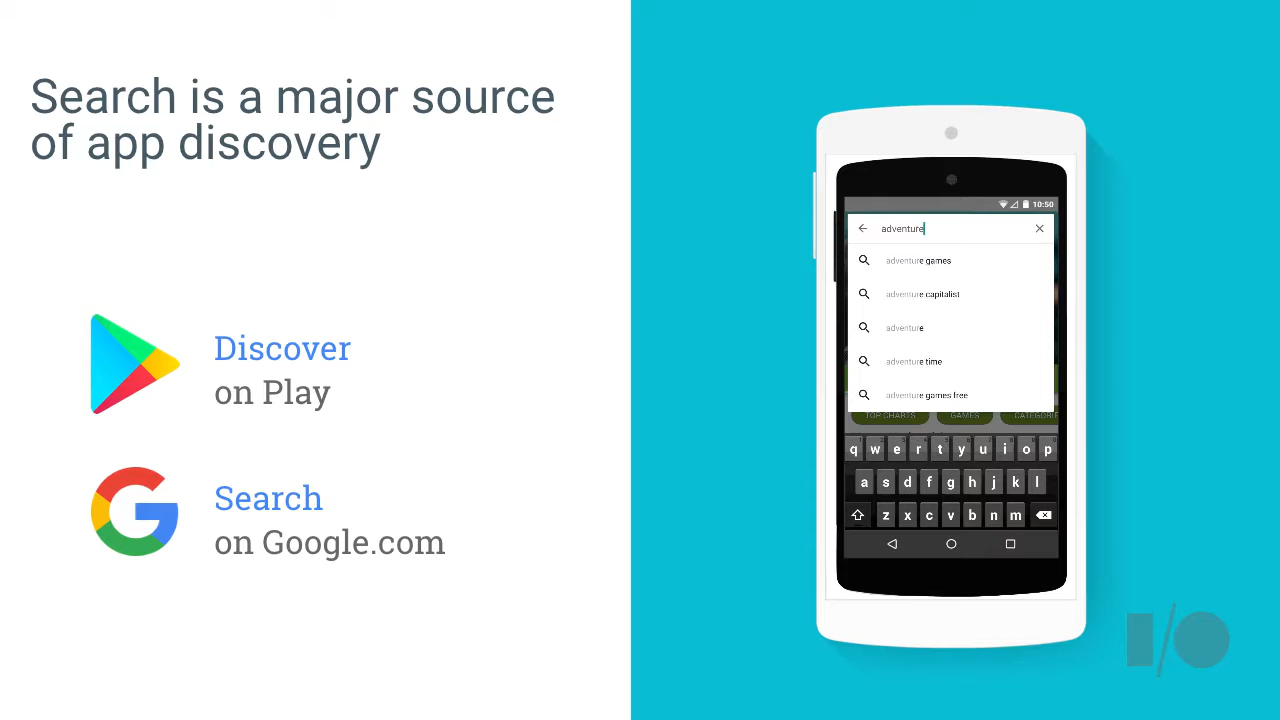 Search is a major source
of app discovery
Discover
on Play
Search
on Google.com
10:50
adventure
adventure games
adventure capitalist
adventure
adventure time
adventure games free
TOP CHARTS GAMES CATEGORIE
q w e r t y u i o p
a s d f g h j k l
z x c v b n m
I/O